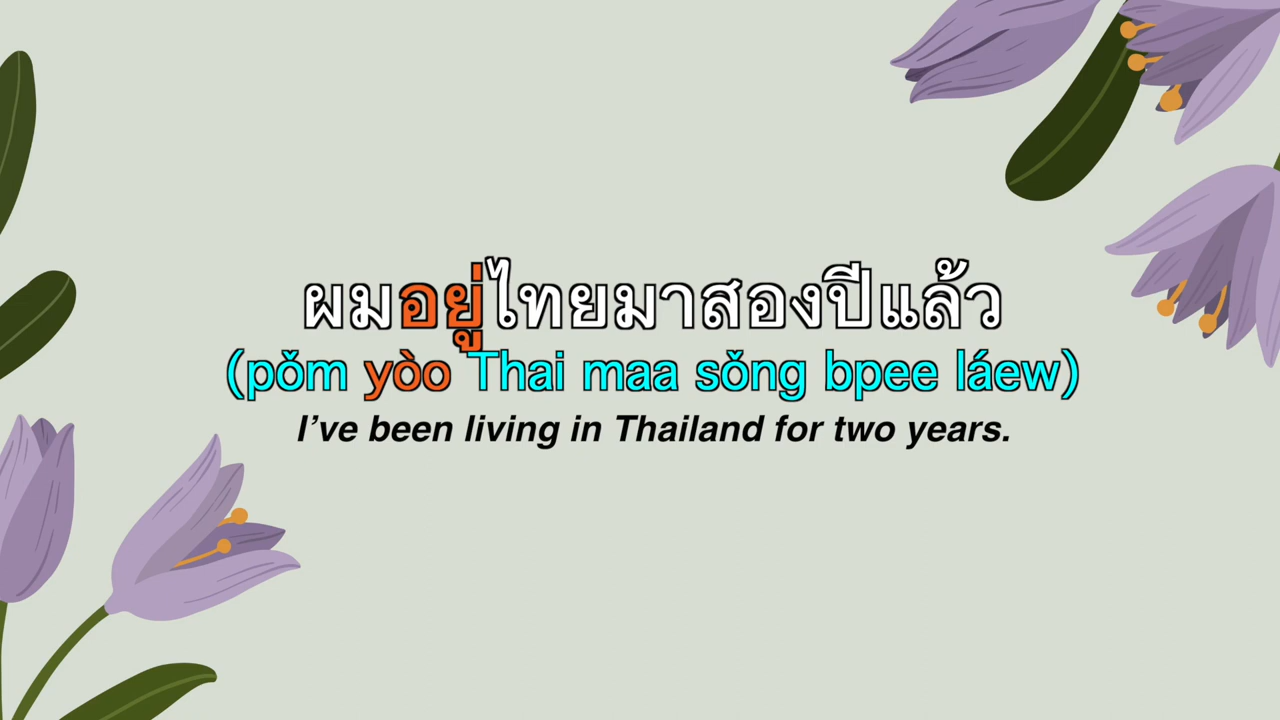 ผมอยู่ไทยมาสองปีแล้ว
(pǒm yòo Thai maa sǒng bpee láew)
I’ve been living in Thailand for two years.